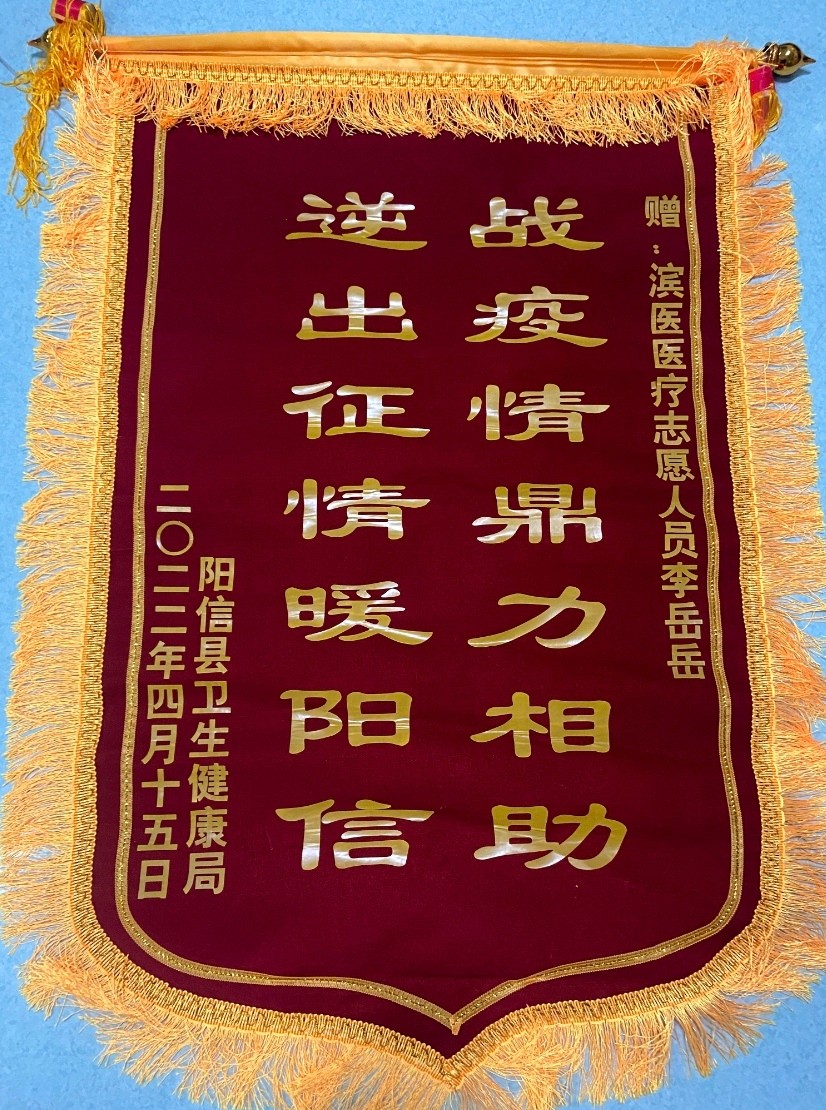 赠：滨医医疗志愿人员李岳岳
战疫情鼎力相助
逆出征情暖阳信
阳信县卫生健康局
二〇二二年四月十五日